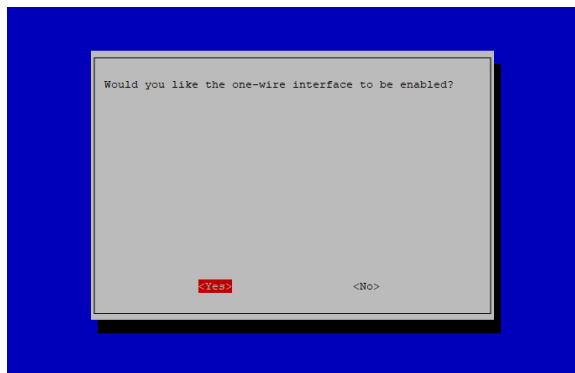 Would you like the one-wire interface to be enabled?
<Yes> <No>